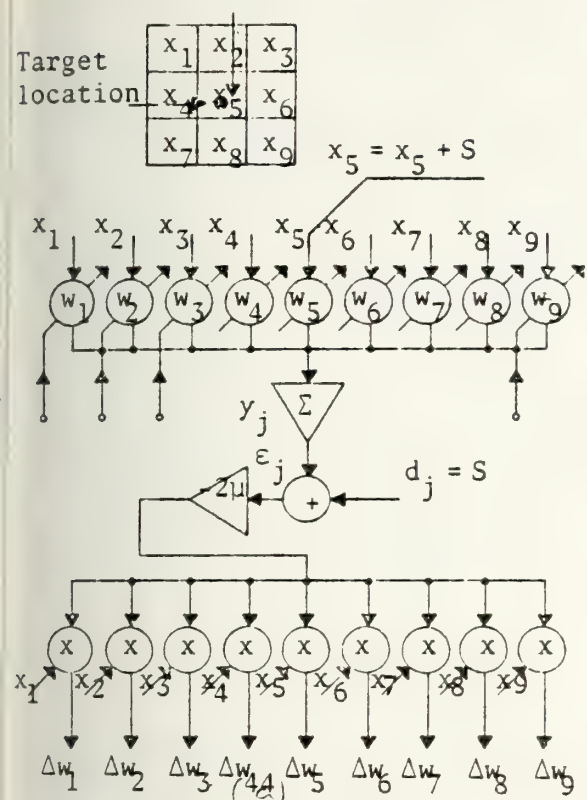 x1 x2 x3
Target
location
x4 x5 x6
x7 x8 x9
x5 = x5 + S
x1 x2 x3 x4 x5 x6 x7 x8 x9
w1 w2 w3 w4 w5 w6 w7 w8 w9
yj Σ
εj
-2μ + dj = S
x x x x x x x x x
x1 x2 x3 x4 x5 x6 x7 x8 x9
Δw1 Δw2 Δw3 Δw4 Δw5 Δw6 Δw7 Δw8 Δw9